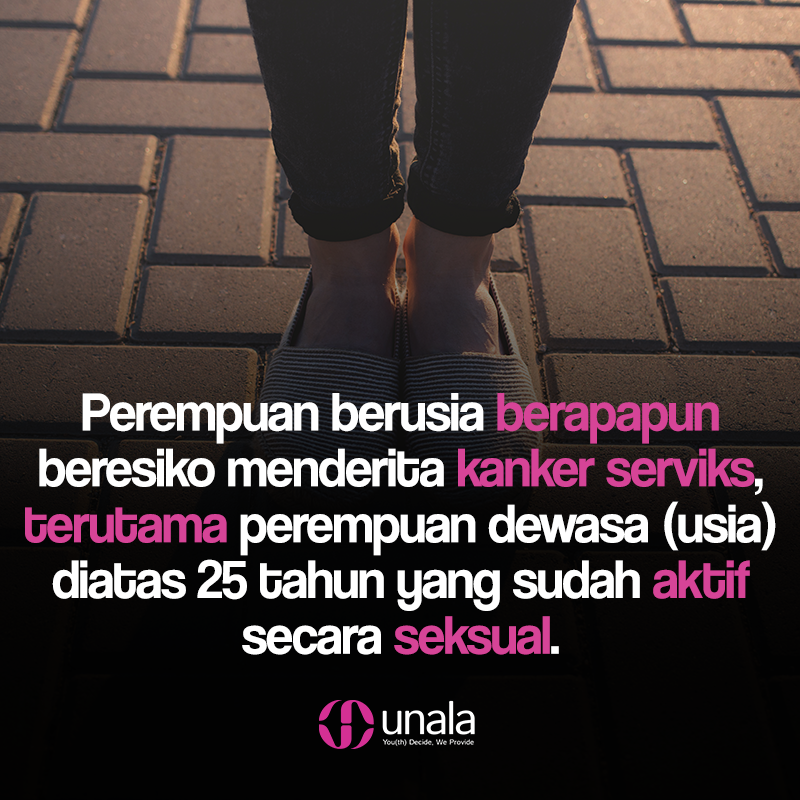 Perempuan berusia berapapun
beresiko menderita kanker serviks,
terutama perempuan dewasa (usia)
diatas 25 tahun yang sudah aktif
secara seksual.
unala
You(th) Decide, We Provide